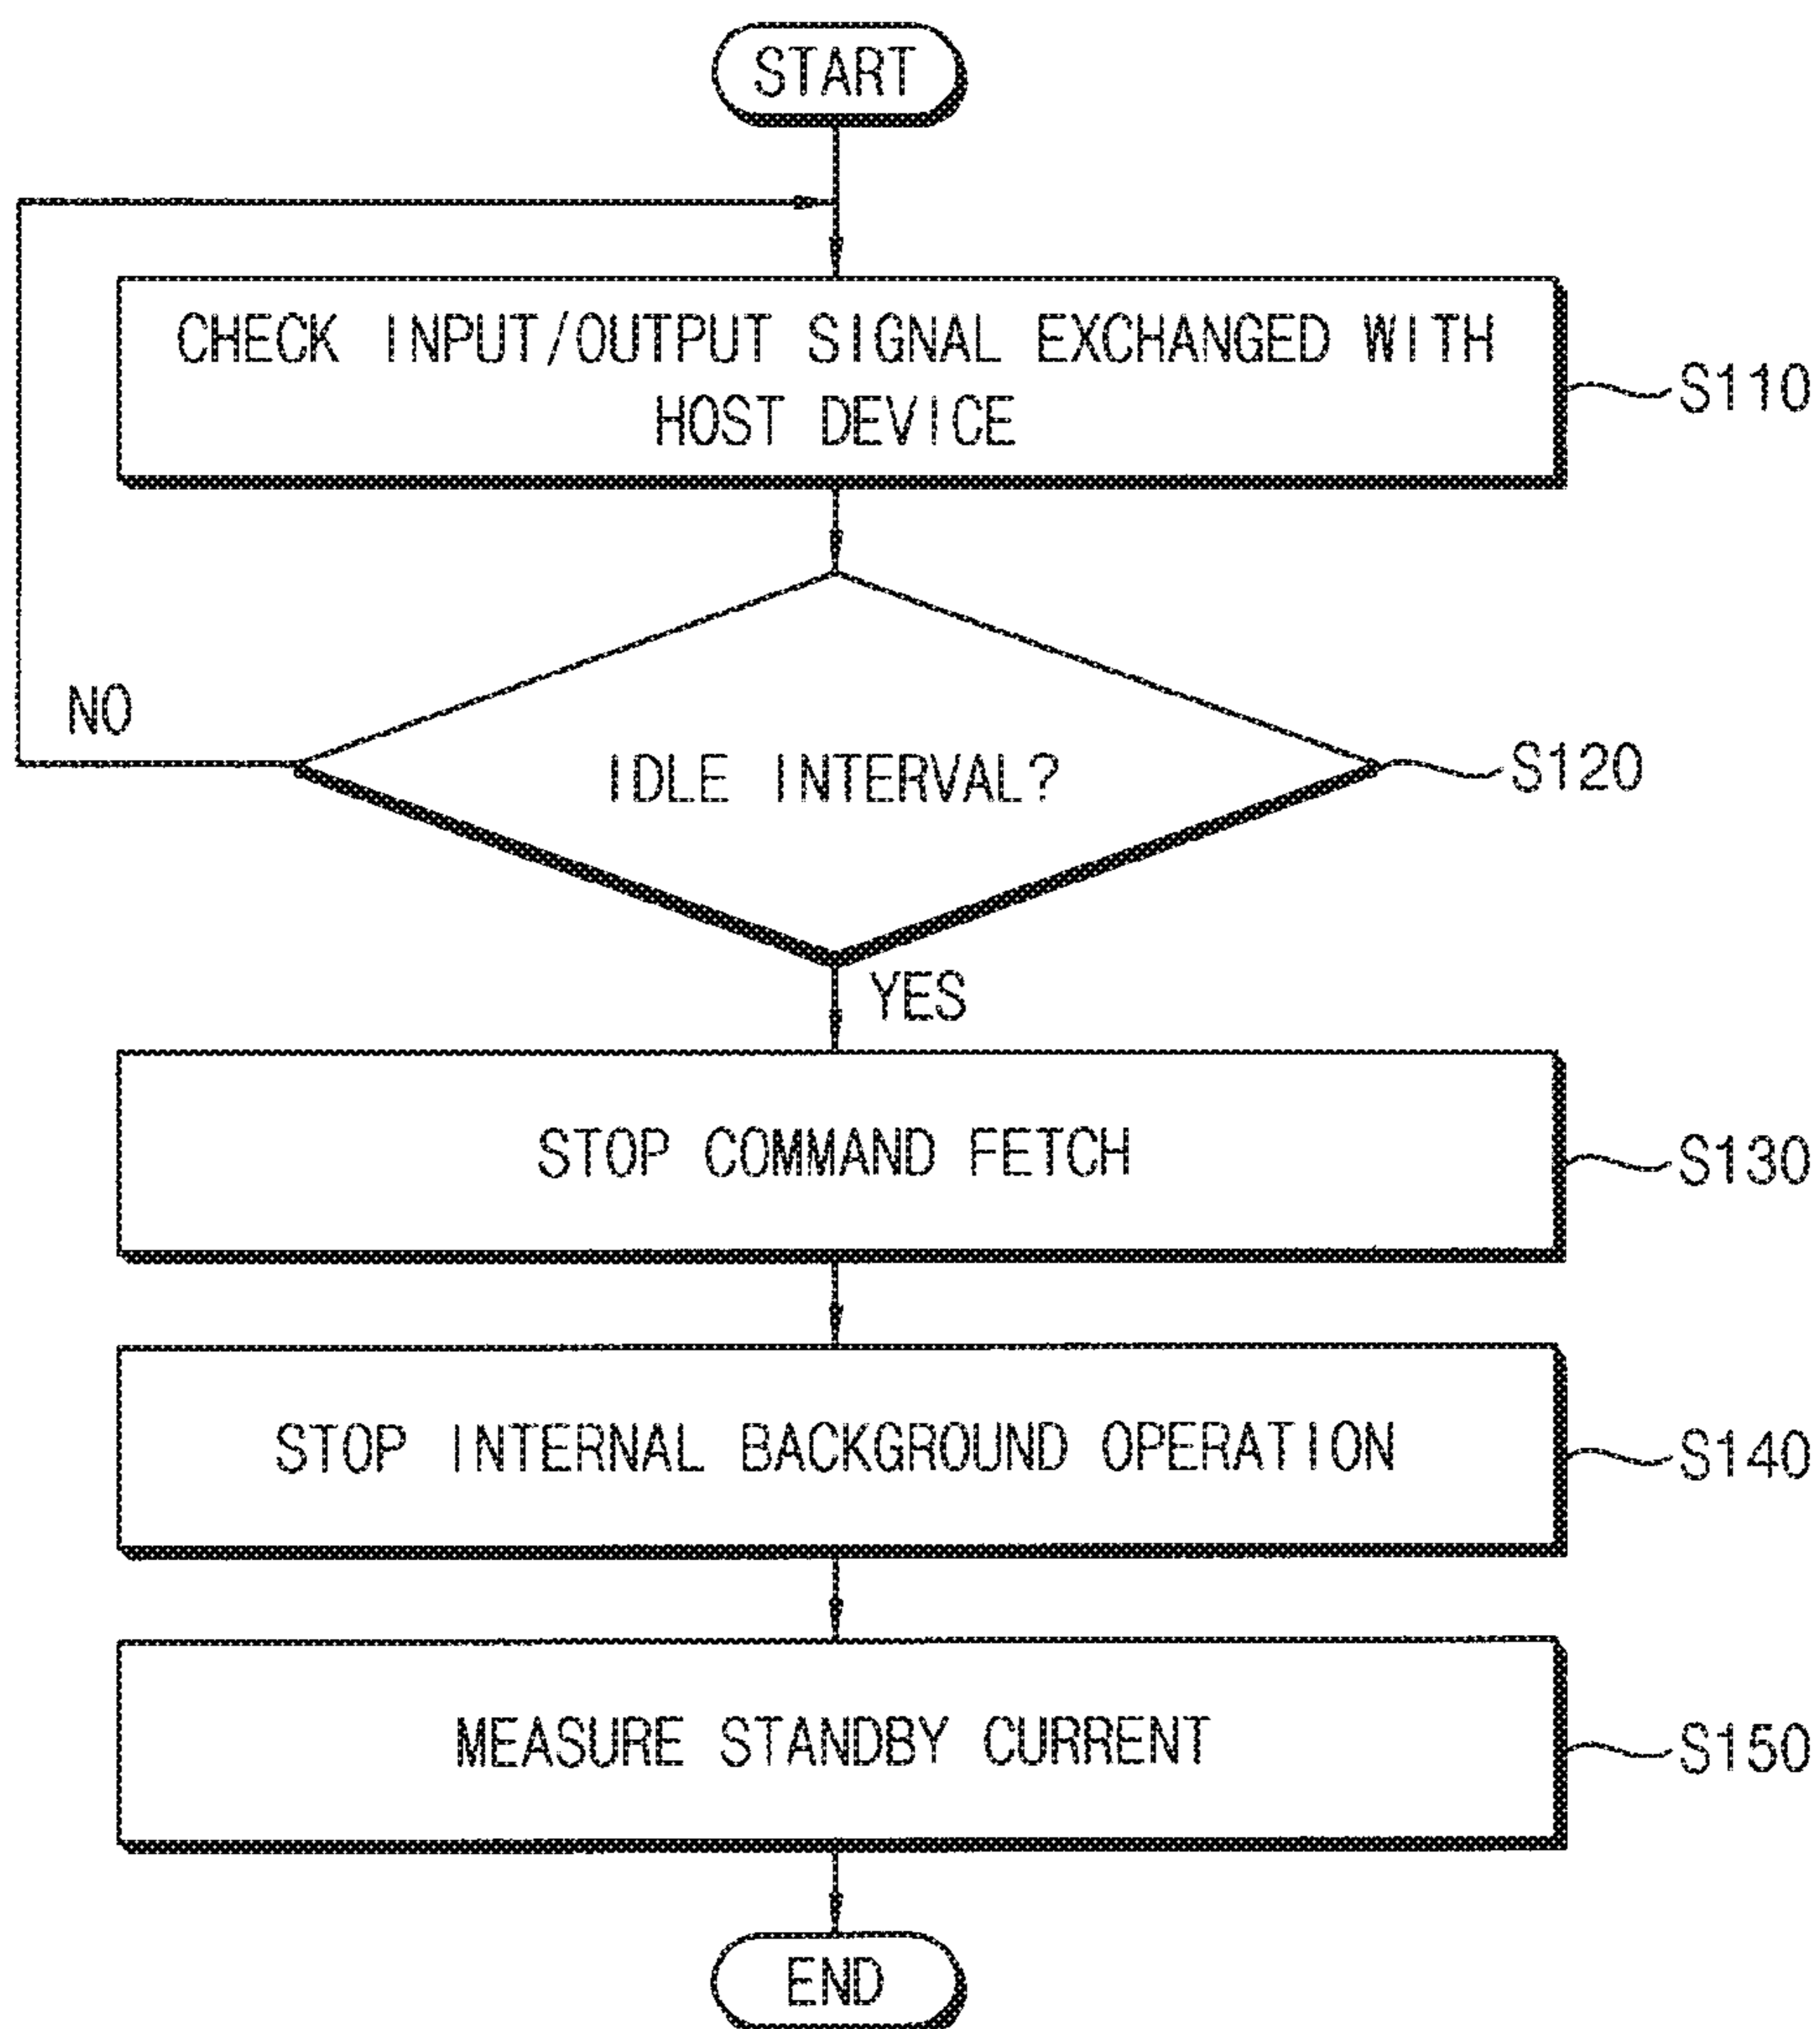 START
CHECK INPUT/OUTPUT SIGNAL EXCHANGED WITH
HOST DEVICE
S110
NO
IDLE INTERVAL?
S120
YES
STOP COMMAND FETCH
S130
STOP INTERNAL BACKGROUND OPERATION
S140
MEASURE STANDBY CURRENT
S150
END